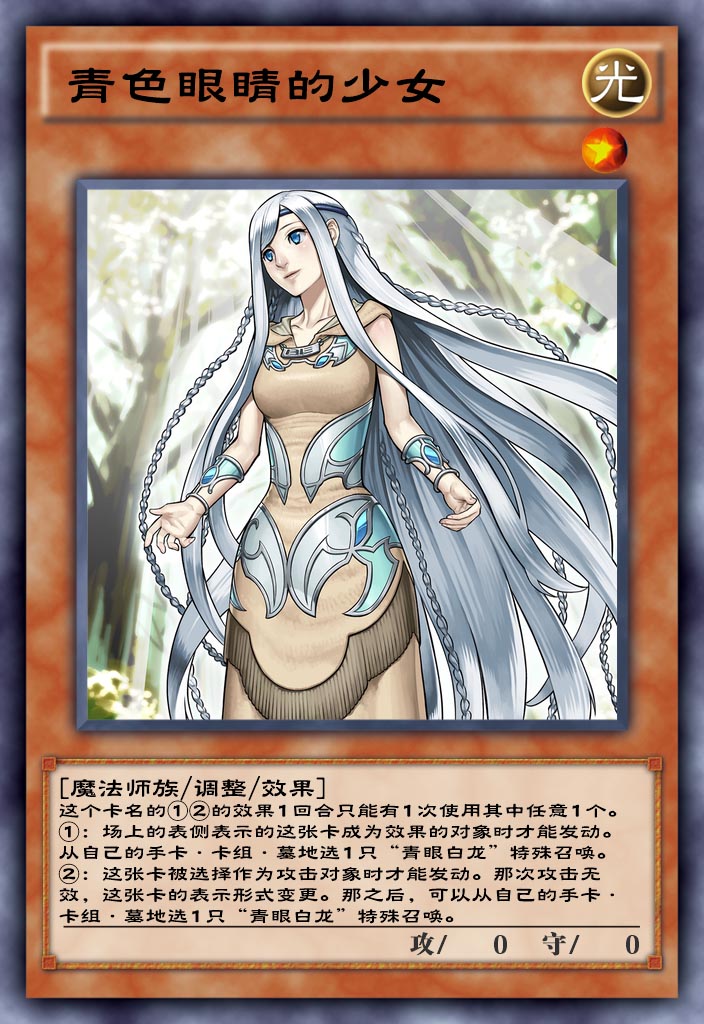 青色眼睛的少女
光
[魔法师族/调整/效果]
这个卡名的①②的效果1回合只能有1次使用其中任意1个。
①：场上的表侧表示的这张卡成为效果的对象时才能发动。
从自己的手卡·卡组·墓地选1只“青眼白龙”特殊召唤。
②：这张卡被选择作为攻击对象时才能发动。那次攻击无
效，这张卡的表示形式变更。那之后，可以从自己的手卡·
卡组·墓地选1只“青眼白龙”特殊召唤。
攻/ 0 守/ 0